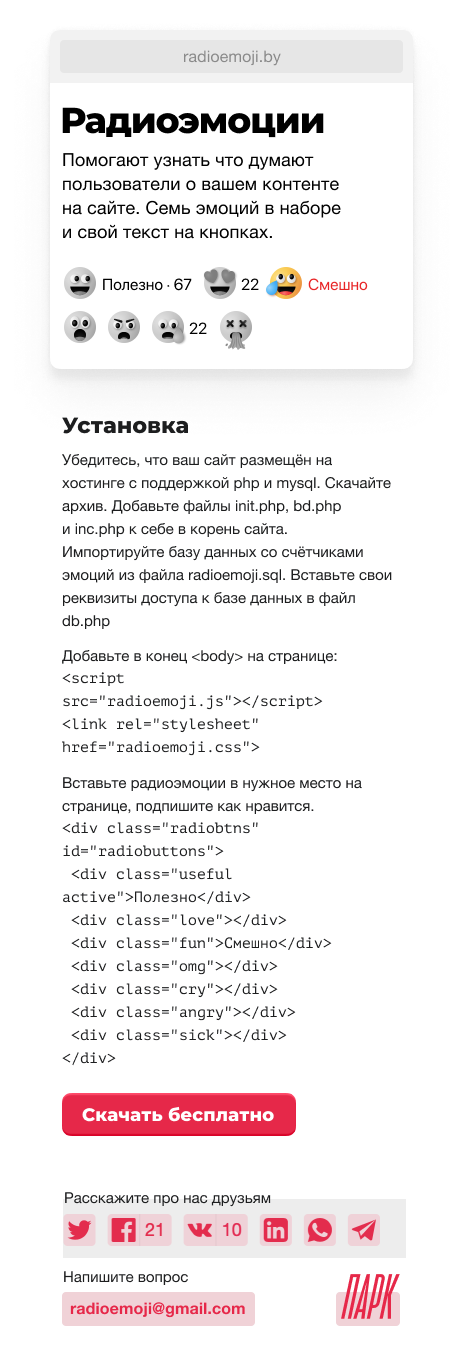 radioemoji.by
Радиоэмоции
Помогают узнать что думают
пользователи о вашем контенте
на сайте. Семь эмоций в наборе
и свой текст на кнопках.
Полезно · 67 22 Смешно
22
Установка
Убедитесь, что ваш сайт размещён на
хостинге с поддержкой php и mysql. Скачайте
архив. Добавьте файлы init.php, bd.php
и inc.php к себе в корень сайта.
Импортируйте базу данных со счётчиками
эмоций из файла radioemoji.sql. Вставьте свои
реквизиты доступа к базе данных в файл
db.php
Добавьте в конец <body> на странице:
<script
src="radioemoji.js"></script>
<link rel="stylesheet"
href="radioemoji.css">
Вставьте радиоэмоции в нужное место на
странице, подпишите как нравится.
<div class="radiobtns"
id="radiobuttons">
<div class="useful
active">Полезно</div>
<div class="love"></div>
<div class="fun">Смешно</div>
<div class="omg"></div>
<div class="cry"></div>
<div class="angry"></div>
<div class="sick"></div>
</div>
Скачать бесплатно
Расскажите про нас друзьям
21 10
Напишите вопрос
radioemoji@gmail.com
ПАРК